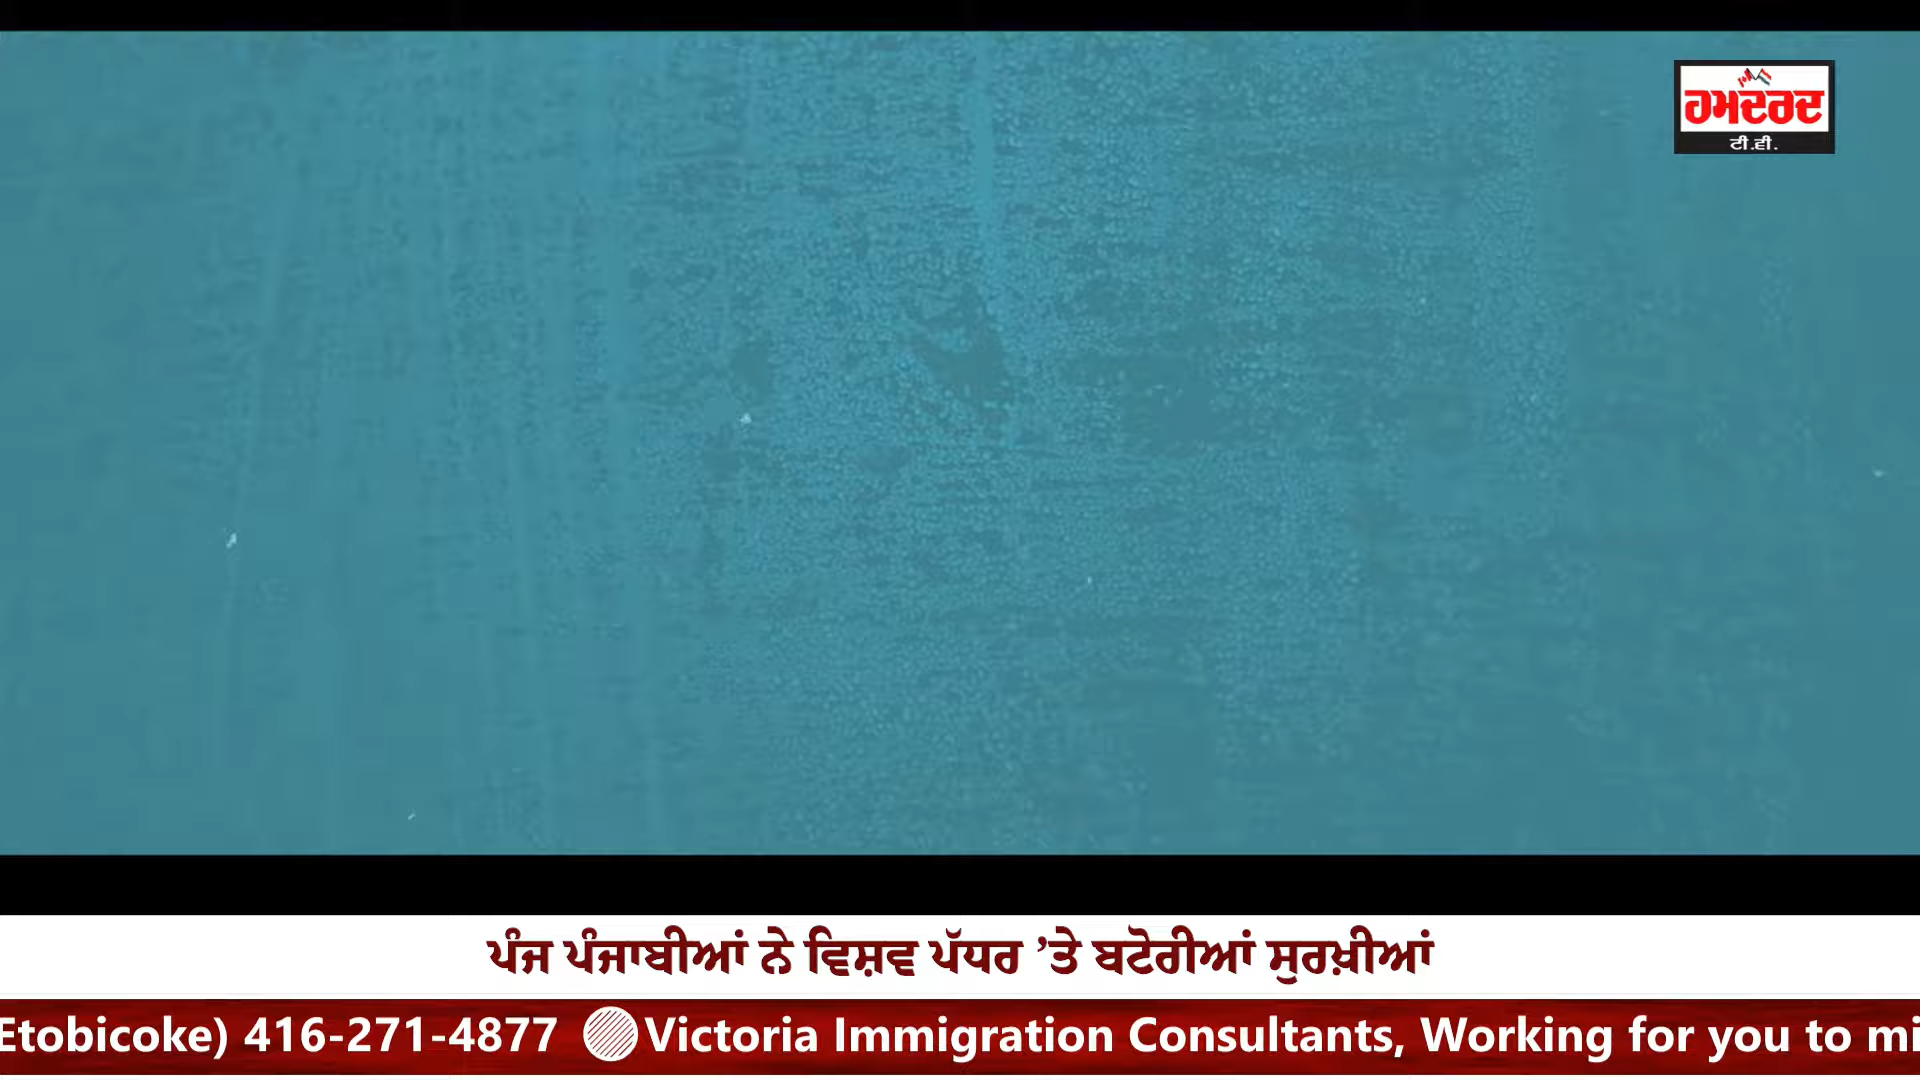 ਹਮਦਰਦ
ਟੀ.ਵੀ.
ਪੰਜ ਪੰਜਾਬੀਆਂ ਨੇ ਵਿਸ਼ਵ ਪੱਧਰ ’ਤੇ ਬਟੋਰੀਆਂ ਸੁਰਖ਼ੀਆਂ
Etobicoke) 416-271-4877 Victoria Immigration Consultants, Working for you to mi